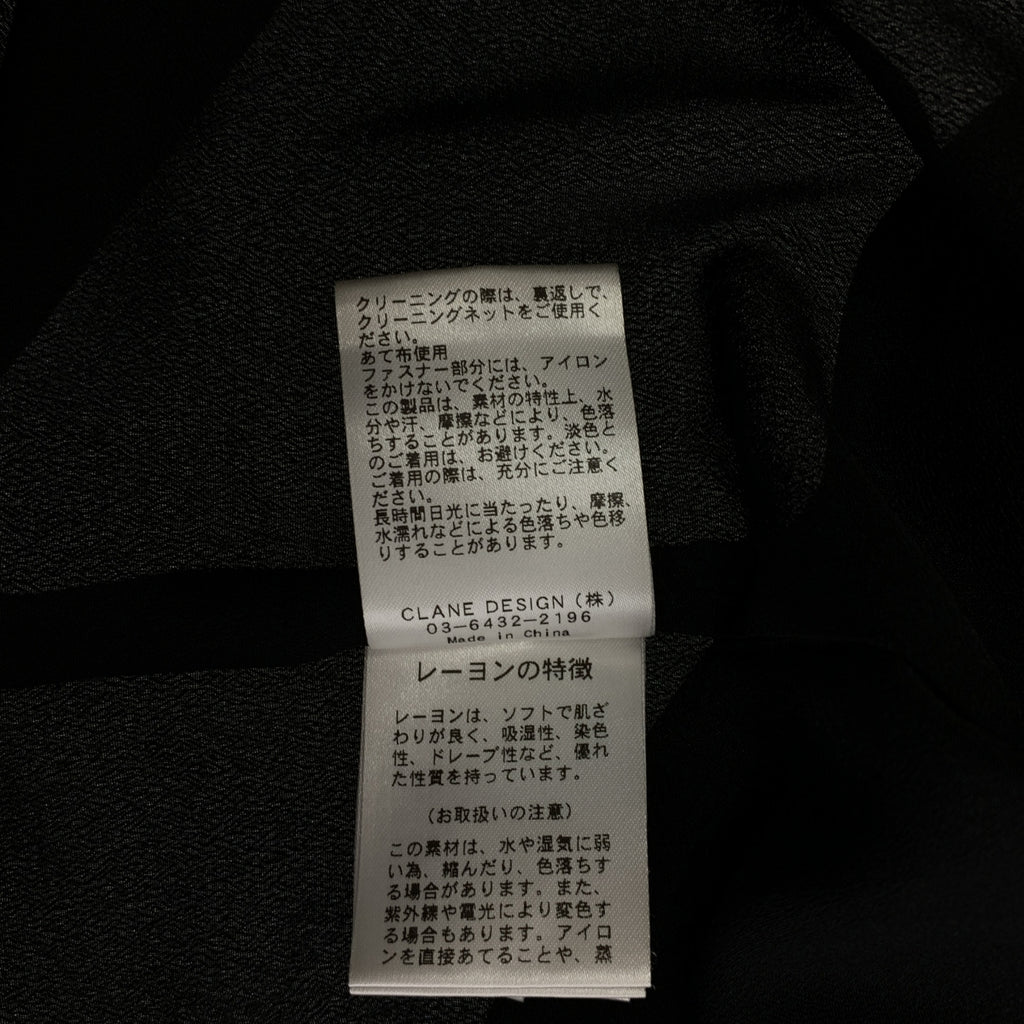 クリーニングの際は、裏返しで、
クリーニングネットをご使用く
ださい。
あて布使用
ファスナー部分には、アイロン
をかけないでください。
この製品は、素材の特性上、水
分や汗、摩擦などにより、色落
ちすることがあります。淡色と
のご着用は、お避けください。
ご着用の際は、充分にご注意く
ださい。
長時間日光に当たったり、摩擦、
水濡れなどによる色落ちや色移
りすることがあります。
CLANE DESIGN（株）
03-6432-2196
Made in China
レーヨンの特徴
レーヨンは、ソフトで肌ざ
わりが良く、吸湿性、染色
性、ドレープ性など、優れ
た性質を持っています。
（お取扱いの注意）
この素材は、水や湿気に弱
い為、縮んだり、色落ちす
る場合があります。また、
紫外線や電光により変色す
る場合もあります。アイロ
ンを直接あてることや、蒸